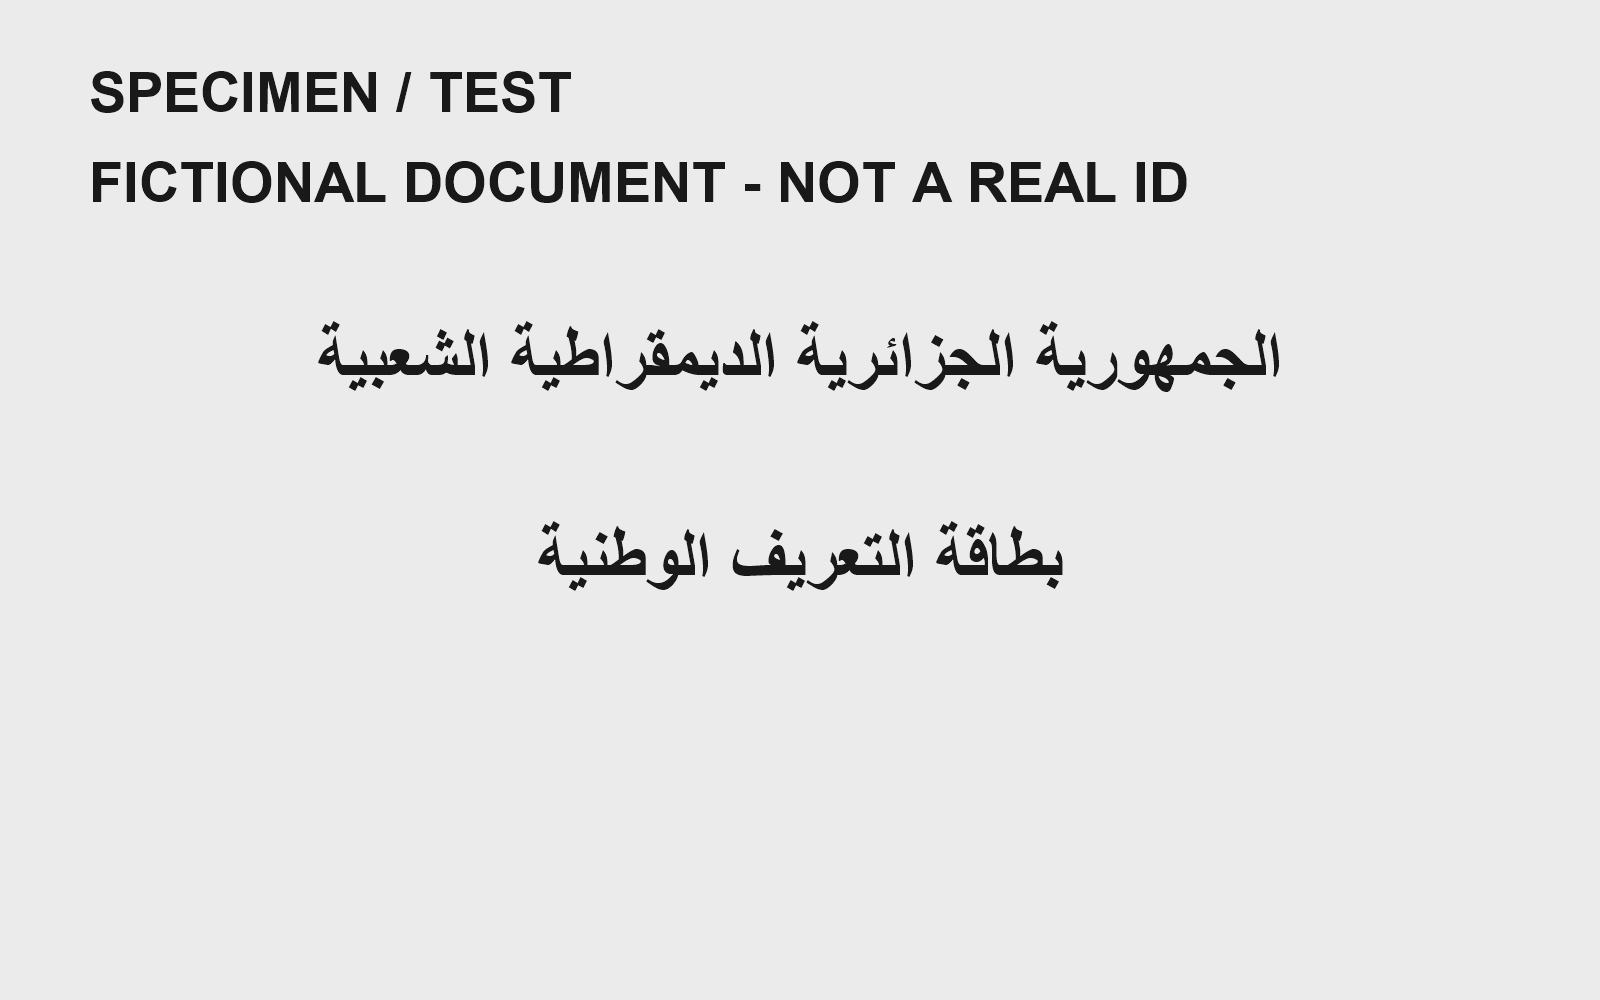 SPECIMEN / TEST
FICTIONAL DOCUMENT - NOT A REAL ID
الجمهورية الجزائرية الديمقراطية الشعبية
بطاقة التعريف الوطنية